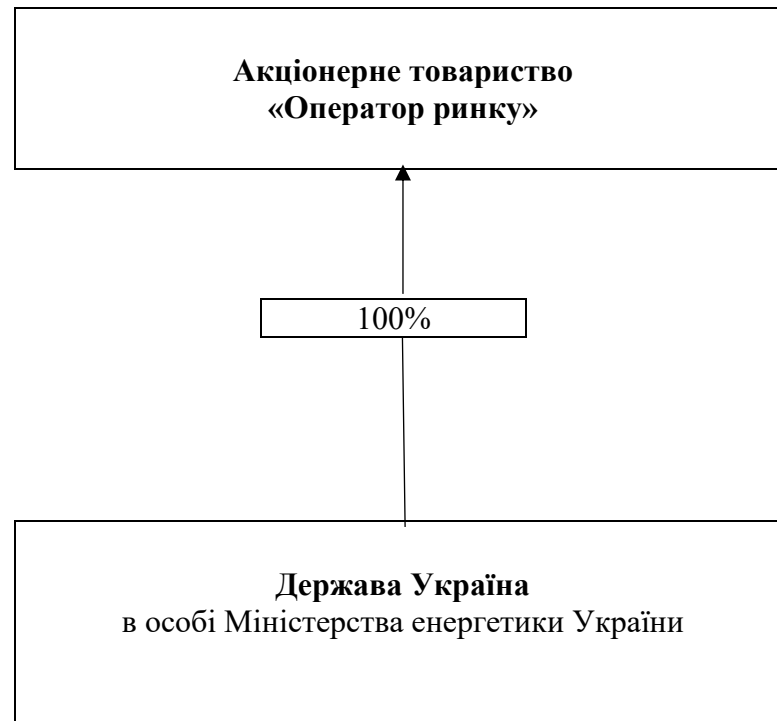 Акціонерне товариство
«Оператор ринку»
100%
Держава Україна
в особі Міністерства енергетики України